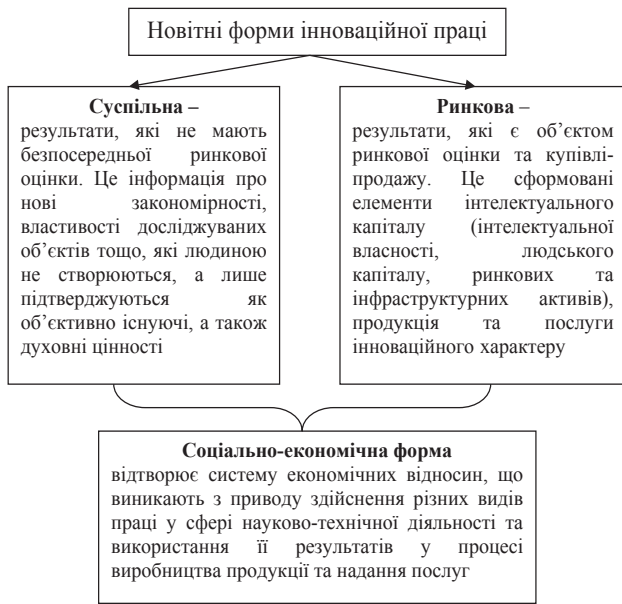 Новітні форми інноваційної праці
Суспільна –
результати, які не мають
безпосередньої ринкової
оцінки. Це інформація про
нові закономірності,
властивості досліджуваних
об’єктів тощо, які людиною
не створюються, а лише
підтверджуються як
об’єктивно існуючі, а також
духовні цінності
Ринкова –
результати, які є об’єктом
ринкової оцінки та купівлі-
продажу. Це сформовані
елементи інтелектуального
капіталу (інтелектуальної
власності, людського
капіталу, ринкових та
інфраструктурних активів),
продукція та послуги
інноваційного характеру
Соціально-економічна форма
відтворює систему економічних відносин, що
виникають з приводу здійснення різних видів
праці у сфері науково-технічної діяльності та
використання її результатів у процесі
виробництва продукції та надання послуг